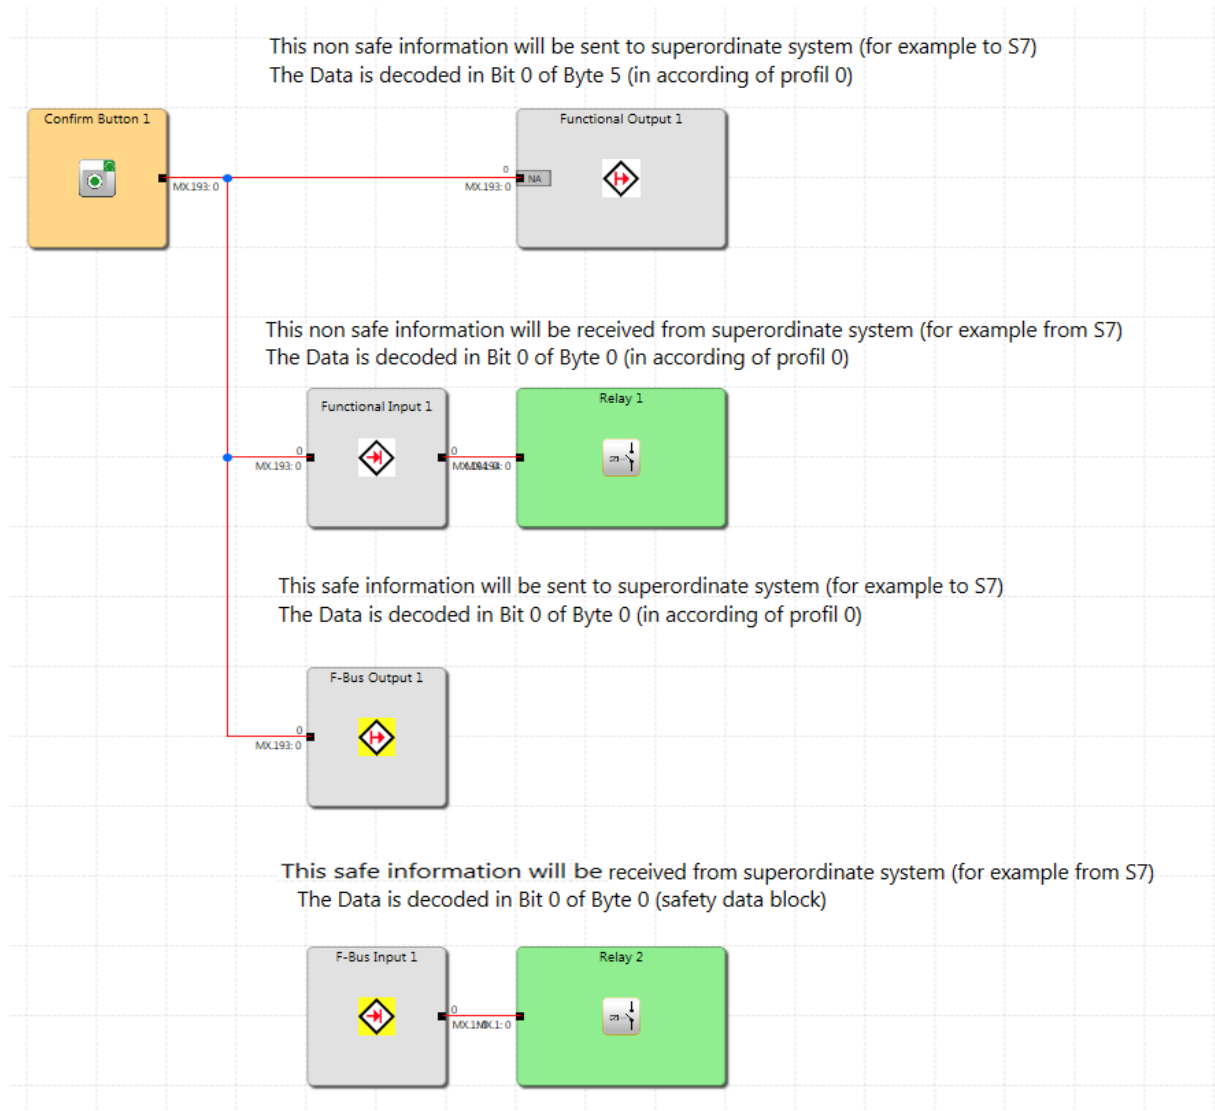 This non safe information will be sent to superordinate system (for example to S7)
The Data is decoded in Bit 0 of Byte 5 (in according of profil 0)
Confirm Button 1
Functional Output 1
0
MX.193: 0
MX.193: 0
NA
This non safe information will be received from superordinate system (for example from S7)
The Data is decoded in Bit 0 of Byte 0 (in according of profil 0)
Functional Input 1
Relay 1
0
0
MX.193: 0
This safe information will be sent to superordinate system (for example to S7)
The Data is decoded in Bit 0 of Byte 0 (in according of profil 0)
F-Bus Output 1
0
MX.193: 0
This safe information will be received from superordinate system (for example from S7)
The Data is decoded in Bit 0 of Byte 0 (safety data block)
F-Bus Input 1
Relay 2
0
MX.1: 0